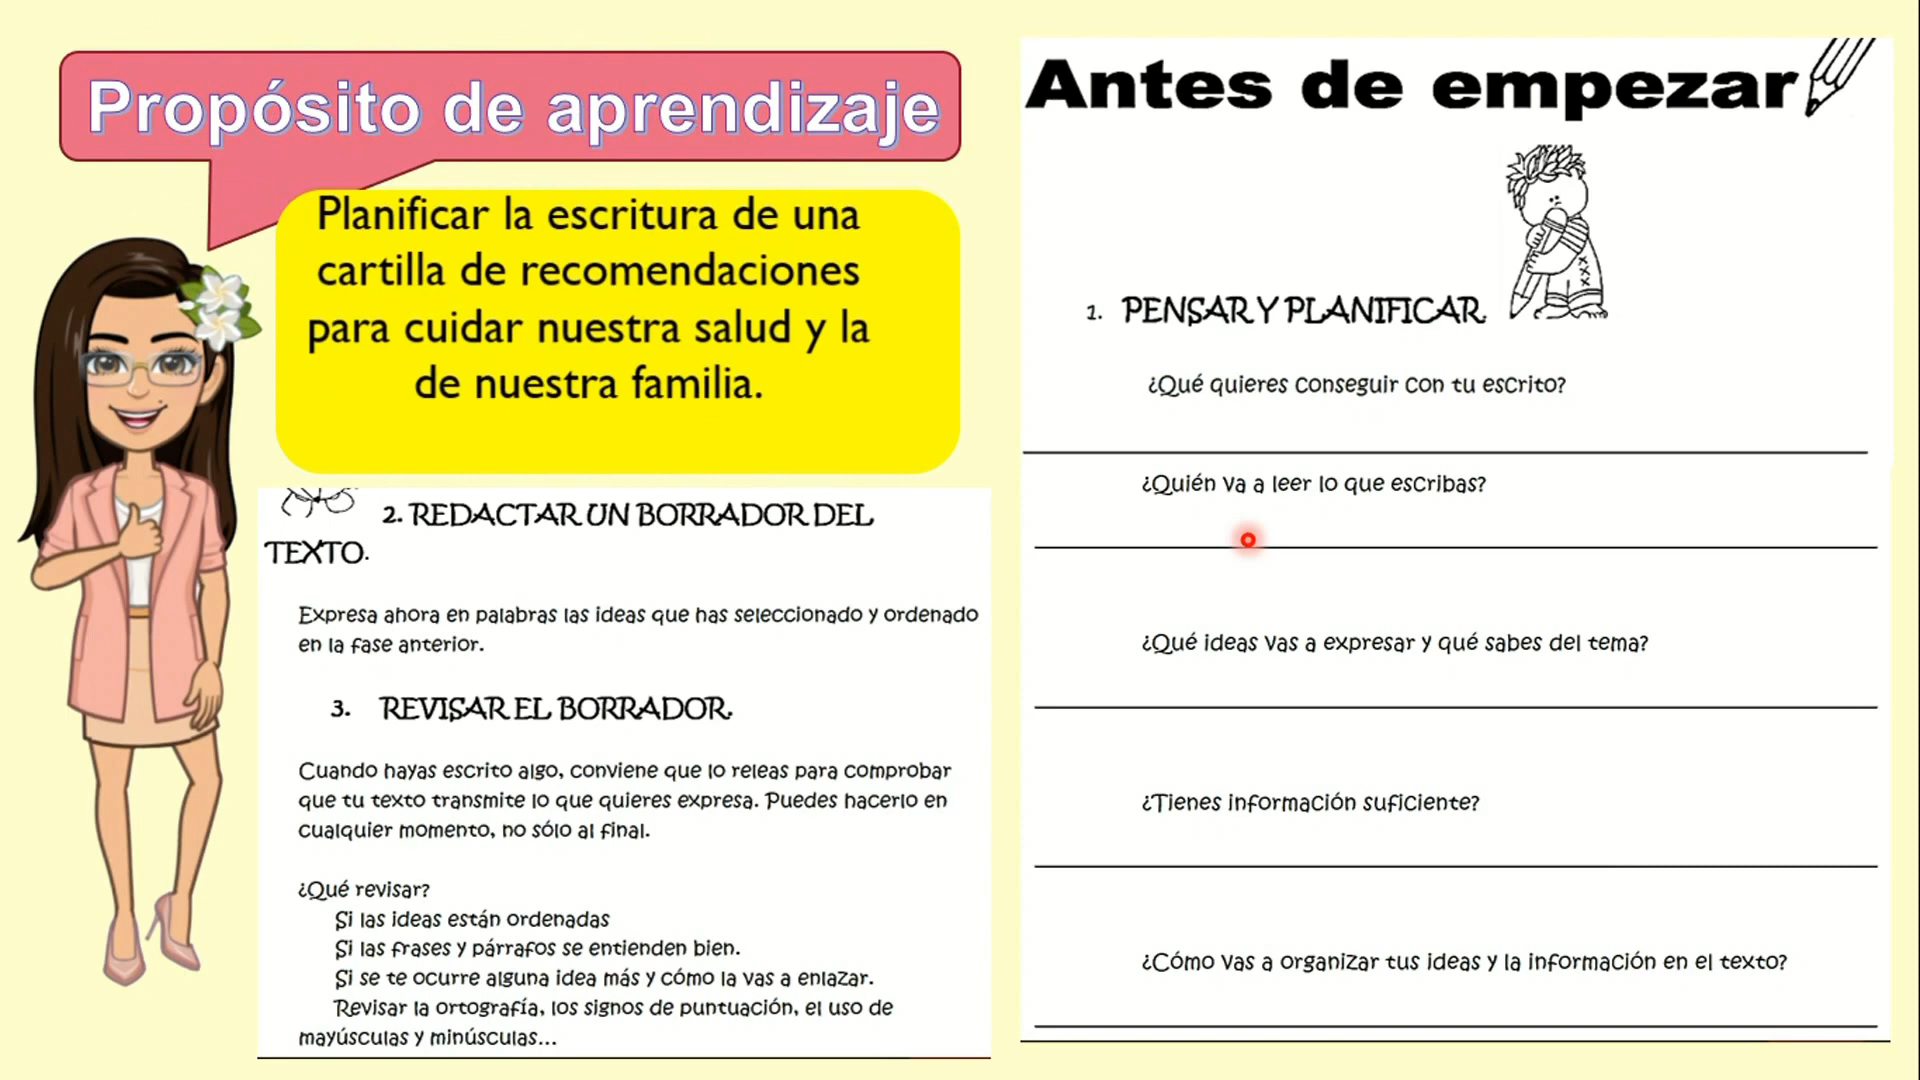 Propósito de aprendizaje
Planificar la escritura de una
cartilla de recomendaciones
para cuidar nuestra salud y la
de nuestra familia.
2. REDACTAR UN BORRADOR DEL
TEXTO.
Expresa ahora en palabras las ideas que has seleccionado y ordenado
en la fase anterior.
3. REVISAR EL BORRADOR.
Cuando hayas escrito algo, conviene que lo releas para comprobar
que tu texto transmite lo que quieres expresa. Puedes hacerlo en
cualquier momento, no sólo al final.
¿Qué revisar?
Si las ideas están ordenadas
Si las frases y párrafos se entienden bien.
Si se te ocurre alguna idea más y cómo la vas a enlazar.
Revisar la ortografía, los signos de puntuación, el uso de
mayúsculas y minúsculas...
Antes de empezar
1. PENSAR Y PLANIFICAR.
¿Qué quieres conseguir con tu escrito?
¿Quién va a leer lo que escribas?
¿Qué ideas vas a expresar y qué sabes del tema?
¿Tienes información suficiente?
¿Cómo vas a organizar tus ideas y la información en el texto?